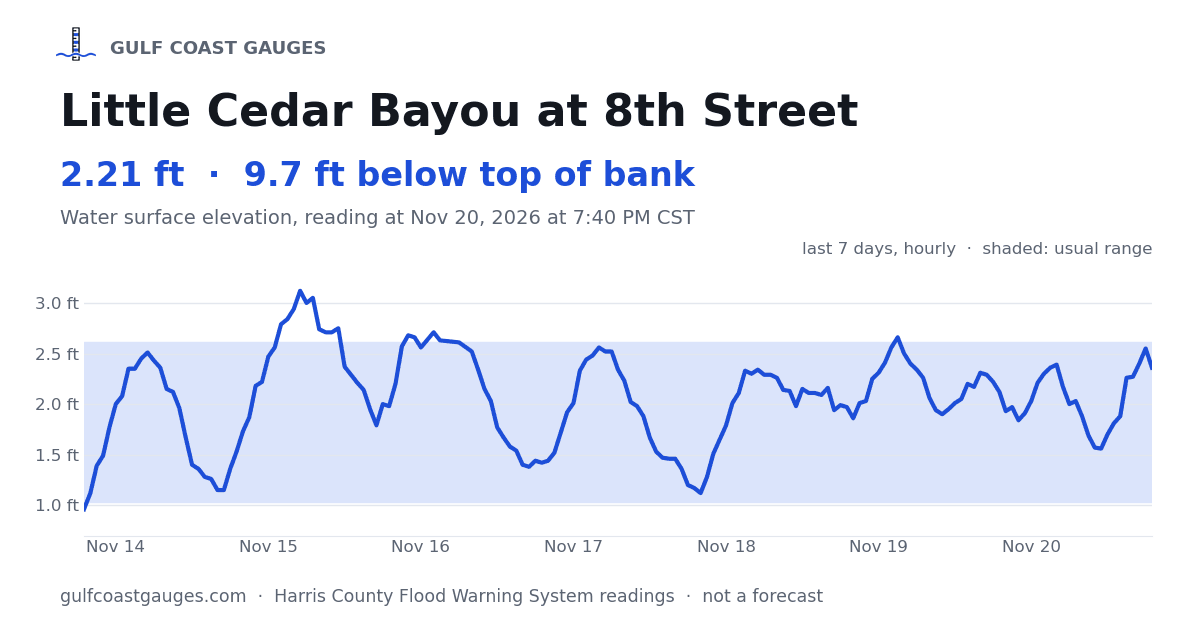 GULF COAST GAUGES
Little Cedar Bayou at 8th Street
2.21 ft · 9.7 ft below top of bank
Water surface elevation, reading at Nov 20, 2026 at 7:40 PM CST
last 7 days, hourly · shaded: usual range
3.0 ft
2.5 ft
2.0 ft
1.5 ft
1.0 ft
Nov 14 Nov 15 Nov 16 Nov 17 Nov 18 Nov 19 Nov 20
gulfcoastgauges.com · Harris County Flood Warning System readings · not a forecast